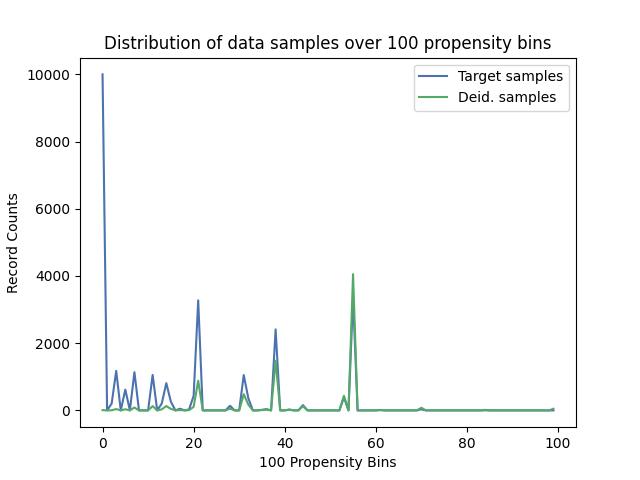 Distribution of data samples over 100 propensity bins
Target samples
Deid. samples
Record Counts
10000
8000
6000
4000
2000
0
0 20 40 60 80 100
100 Propensity Bins